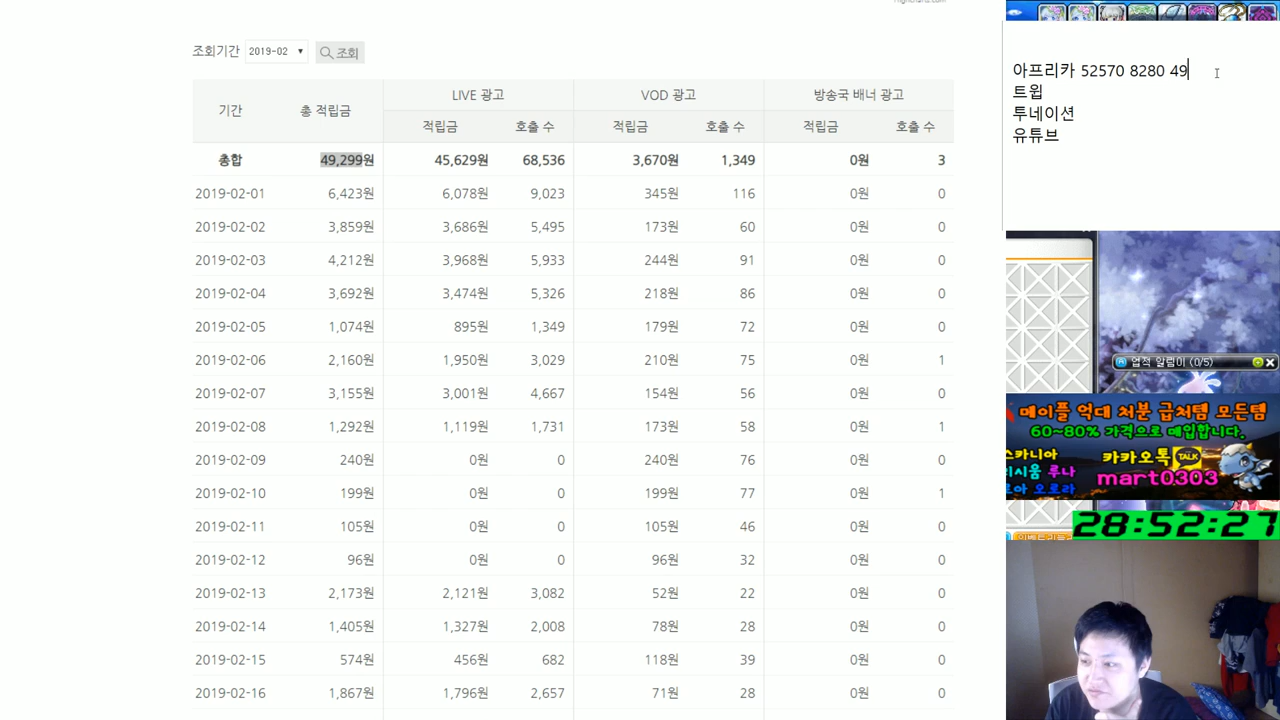 조회기간 2019-02 ▼ 조회
LIVE 광고 VOD 광고 방송국 배너 광고
기간 총 적립금
적립금 호출 수 적립금 호출 수 적립금 호출 수
총합 49,299원 45,629원 68,536 3,670원 1,349 0원 3
2019-02-01 6,423원 6,078원 9,023 345원 116 0원 0
2019-02-02 3,859원 3,686원 5,495 173원 60 0원 0
2019-02-03 4,212원 3,968원 5,933 244원 91 0원 0
2019-02-04 3,692원 3,474원 5,326 218원 86 0원 0
2019-02-05 1,074원 895원 1,349 179원 72 0원 0
2019-02-06 2,160원 1,950원 3,029 210원 75 0원 1
2019-02-07 3,155원 3,001원 4,667 154원 56 0원 0
2019-02-08 1,292원 1,119원 1,731 173원 58 0원 1
2019-02-09 240원 0원 0 240원 76 0원 0
2019-02-10 199원 0원 0 199원 77 0원 1
2019-02-11 105원 0원 0 105원 46 0원 0
2019-02-12 96원 0원 0 96원 32 0원 0
2019-02-13 2,173원 2,121원 3,082 52원 22 0원 0
2019-02-14 1,405원 1,327원 2,008 78원 28 0원 0
2019-02-15 574원 456원 682 118원 39 0원 0
2019-02-16 1,867원 1,796원 2,657 71원 28 0원 0
아프리카 52570 8280 49
트윕
투네이션
유튜브
업적 알림이 (0/5)
메이플 억대 처분 급처템 모든템
60~80% 가격으로 매입합니다.
스카니아 카카오톡 TALK
리시움 루나 mart0303
로아 오로라
28:52:27